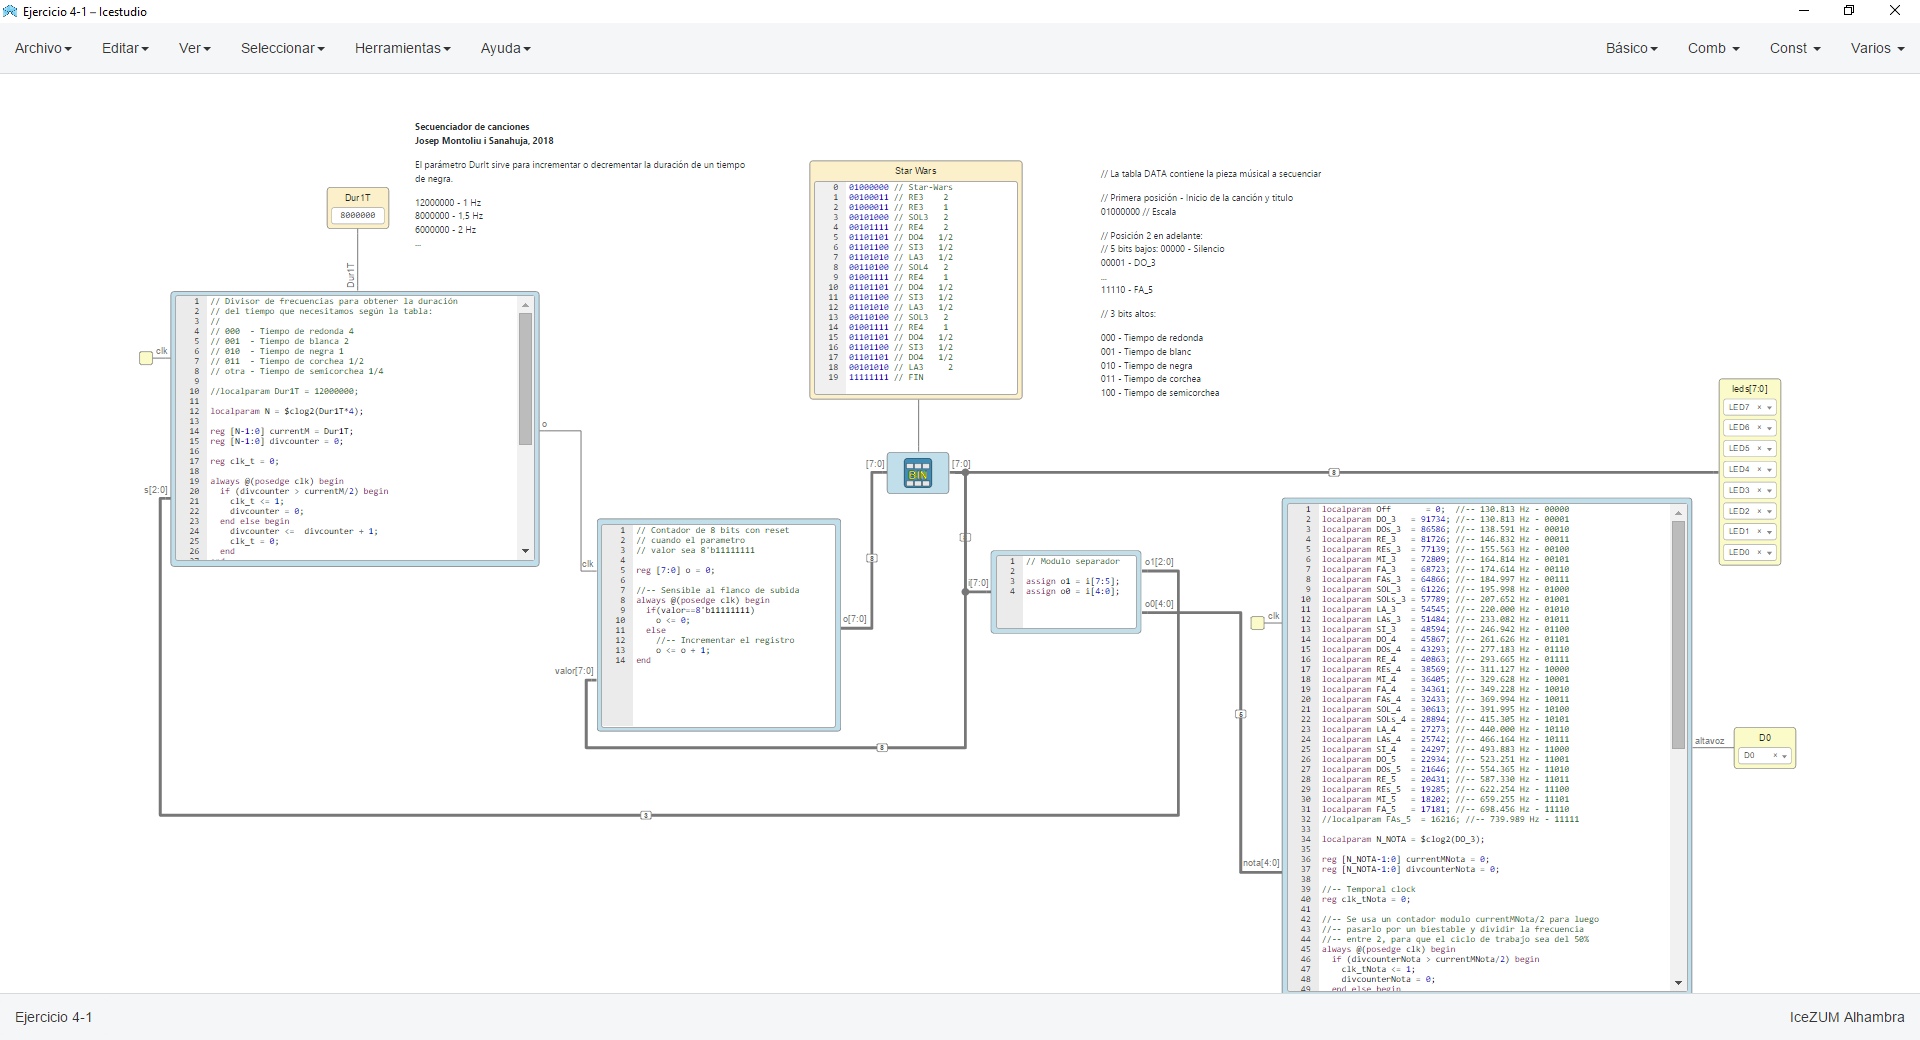 Ejercicio 4-1 – Icestudio
Archivo Editar Ver Seleccionar Herramientas Ayuda Básico Comb Const Varios
Secuenciador de canciones
Josep Montoliu i Sanahuja, 2018
El parámetro Durlt sirve para incrementar o decrementar la duración de un tiempo
de negra.
12000000 - 1 Hz
8000000 - 1,5 Hz
6000000 - 2 Hz
...
Dur1T
8000000
Dur1T
Star Wars
0 01000000 // Star-Wars
1 00100011 // RE3 2
2 01000011 // RE3 1
3 00101000 // SOL3 2
4 00101111 // RE4 2
5 01101101 // DO4 1/2
6 01101100 // SI3 1/2
7 01101010 // LA3 1/2
8 00110100 // SOL4 2
9 01001111 // RE4 1
10 01101101 // DO4 1/2
11 01101100 // SI3 1/2
12 01101010 // LA3 1/2
13 00110100 // SOL3 2
14 01001111 // RE4 1
15 01101101 // DO4 1/2
16 01101100 // SI3 1/2
17 01101101 // DO4 1/2
18 00101010 // LA3 2
19 11111111 // FIN
// La tabla DATA contiene la pieza músical a secuenciar
// Primera posición - Inicio de la canción y titulo
01000000 // Escala
// Posición 2 en adelante:
// 5 bits bajos: 00000 - Silencio
00001 - DO_3
...
11110 - FA_5
// 3 bits altos:
000 - Tiempo de redonda
001 - Tiempo de blanc
010 - Tiempo de negra
011 - Tiempo de corchea
100 - Tiempo de semicorchea
clk
s[2:0]
1 // Divisor de frecuencias para obtener la duración
2 // del tiempo que necesitamos según la tabla:
3 //
4 // 000 - Tiempo de redonda 4
5 // 001 - Tiempo de blanca 2
6 // 010 - Tiempo de negra 1
7 // 011 - Tiempo de corchea 1/2
8 // otra - Tiempo de semicorchea 1/4
9
10 //localparam Dur1T = 12000000;
11
12 localparam N = $clog2(Dur1T*4);
13
14 reg [N-1:0] currentM = Dur1T;
15 reg [N-1:0] divcounter = 0;
16
17 reg clk_t = 0;
18
19 always @(posedge clk) begin
20 if (divcounter > currentM/2) begin
21 clk_t <= 1;
22 divcounter = 0;
23 end else begin
24 divcounter <= divcounter + 1;
25 clk_t = 0;
26 end
o
clk
valor[7:0]
1 // Contador de 8 bits con reset
2 // cuando el parametro
3 // valor sea 8'b11111111
4
5 reg [7:0] o = 0;
6
7 //-- Sensible al flanco de subida
8 always @(posedge clk) begin
9 if(valor==8'b11111111)
10 o <= 0;
11 else
12 //-- Incrementar el registro
13 o <= o + 1;
14 end
o[7:0]
8
[7:0] BIN [7:0]
8
8
3
i[7:0]
1 // Modulo separador
2
3 assign o1 = i[7:5];
4 assign o0 = i[4:0];
o1[2:0]
o0[4:0]
5
leds[7:0]
LED7
LED6
LED5
LED4
LED3
LED2
LED1
LED0
clk
nota[4:0]
1 localparam Off = 0; //-- 130.813 Hz - 00000
2 localparam DO_3 = 91734; //-- 130.813 Hz - 00001
3 localparam DOs_3 = 86586; //-- 138.591 Hz - 00010
4 localparam RE_3 = 81726; //-- 146.832 Hz - 00011
5 localparam REs_3 = 77139; //-- 155.563 Hz - 00100
6 localparam MI_3 = 72809; //-- 164.814 Hz - 00101
7 localparam FA_3 = 68723; //-- 174.614 Hz - 00110
8 localparam FAs_3 = 64866; //-- 184.997 Hz - 00111
9 localparam SOL_3 = 61226; //-- 195.998 Hz - 01000
10 localparam SOLs_3 = 57789; //-- 207.652 Hz - 01001
11 localparam LA_3 = 54545; //-- 220.000 Hz - 01010
12 localparam LAs_3 = 51484; //-- 233.082 Hz - 01011
13 localparam SI_3 = 48594; //-- 246.942 Hz - 01100
14 localparam DO_4 = 45867; //-- 261.626 Hz - 01101
15 localparam DOs_4 = 43293; //-- 277.183 Hz - 01110
16 localparam RE_4 = 40863; //-- 293.665 Hz - 01111
17 localparam REs_4 = 38569; //-- 311.127 Hz - 10000
18 localparam MI_4 = 36405; //-- 329.628 Hz - 10001
19 localparam FA_4 = 34361; //-- 349.228 Hz - 10010
20 localparam FAs_4 = 32433; //-- 369.994 Hz - 10011
21 localparam SOL_4 = 30613; //-- 391.995 Hz - 10100
22 localparam SOLs_4 = 28894; //-- 415.305 Hz - 10101
23 localparam LA_4 = 27273; //-- 440.000 Hz - 10110
24 localparam LAs_4 = 25742; //-- 466.164 Hz - 10111
25 localparam SI_4 = 24297; //-- 493.883 Hz - 11000
26 localparam DO_5 = 22934; //-- 523.251 Hz - 11001
27 localparam DOs_5 = 21646; //-- 554.365 Hz - 11010
28 localparam RE_5 = 20431; //-- 587.330 Hz - 11011
29 localparam REs_5 = 19285; //-- 622.254 Hz - 11100
30 localparam MI_5 = 18202; //-- 659.255 Hz - 11101
31 localparam FA_5 = 17181; //-- 698.456 Hz - 11110
32 //localparam FAs_5 = 16216; //-- 739.989 Hz - 11111
33
34 localparam N_NOTA = $clog2(DO_3);
35
36 reg [N_NOTA-1:0] currentMNota = 0;
37 reg [N_NOTA-1:0] divcounterNota = 0;
38
39 //-- Temporal clock
40 reg clk_tNota = 0;
41
42 //-- Se usa un contador modulo currentMNota/2 para luego
43 //-- pasarlo por un biestable y dividir la frecuencia
44 //-- entre 2, para que el ciclo de trabajo sea del 50%
45 always @(posedge clk) begin
46 if (divcounterNota > currentMNota/2) begin
47 clk_tNota <= 1;
48 divcounterNota = 0;
49 end else begin
altavoz
D0
D0
Ejercicio 4-1
IceZUM Alhambra